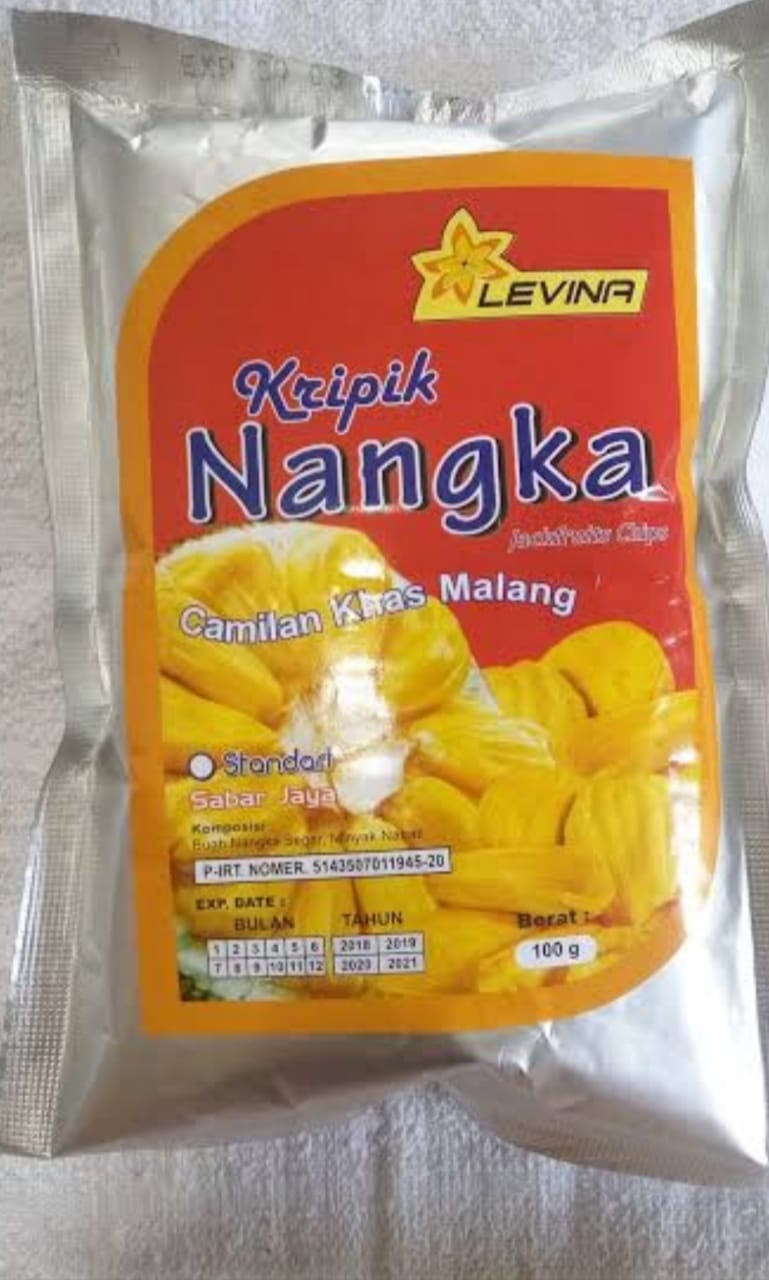 EXP
LEVINA
Kripik
Nangka
Jackfruits Chips
Camilan Khas Malang
Standart
Sabar Jaya
Komposisi
Buah Nangka Segar, Minyak Nabati
P-IRT. NOMER. 5143507011945-20
EXP. DATE :
BULAN TAHUN
1 2 3 4 5 6 2018 2019
7 8 9 10 11 12 2020 2021
Berat :
100 g